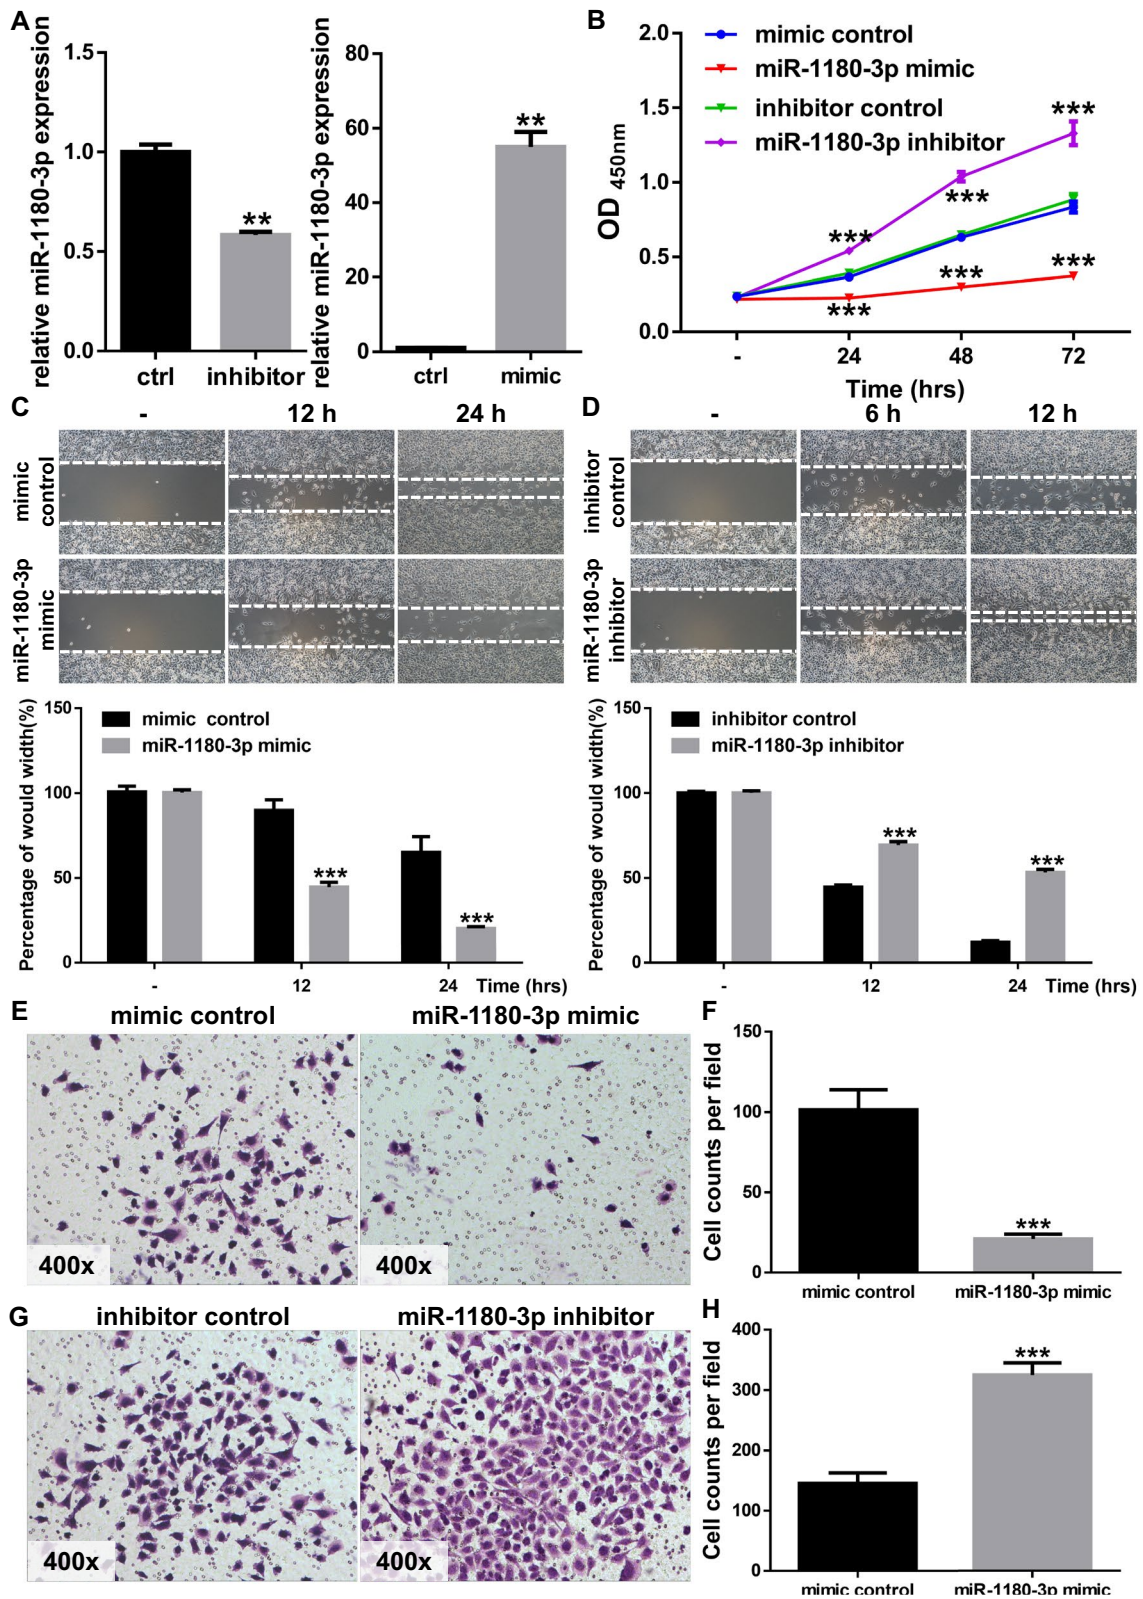 A
relative miR-1180-3p expression
1.5
1.0
0.5
0.0
**
ctrl
inhibitor
relative miR-1180-3p expression
80
60
40
20
0
**
ctrl
mimic
B
OD 450nm
2.0
1.5
1.0
0.5
0.0
mimic control
miR-1180-3p mimic
inhibitor control
miR-1180-3p inhibitor
***
***
***
***
***
***
-
24
48
72
Time (hrs)
C
-
12 h
24 h
mimic
control
miR-1180-3p
mimic
Percentage of would width(%)
150
100
50
0
mimic  control
miR-1180-3p mimic
***
***
-
12
24
Time (hrs)
D
-
6 h
12 h
inhibitor
control
miR-1180-3p
inhibitor
Percentage of would width(%)
150
100
50
0
inhibitor control
miR-1180-3p inhibitor
***
***
-
12
24
Time (hrs)
E
mimic control
miR-1180-3p mimic
400x
F
Cell counts per field
150
100
50
0
***
mimic control
miR-1180-3p mimic
G
inhibitor control
miR-1180-3p inhibitor
400x
400x
H
Cell counts per field
400
300
200
100
0
***
mimic control
miR-1180-3p mimic